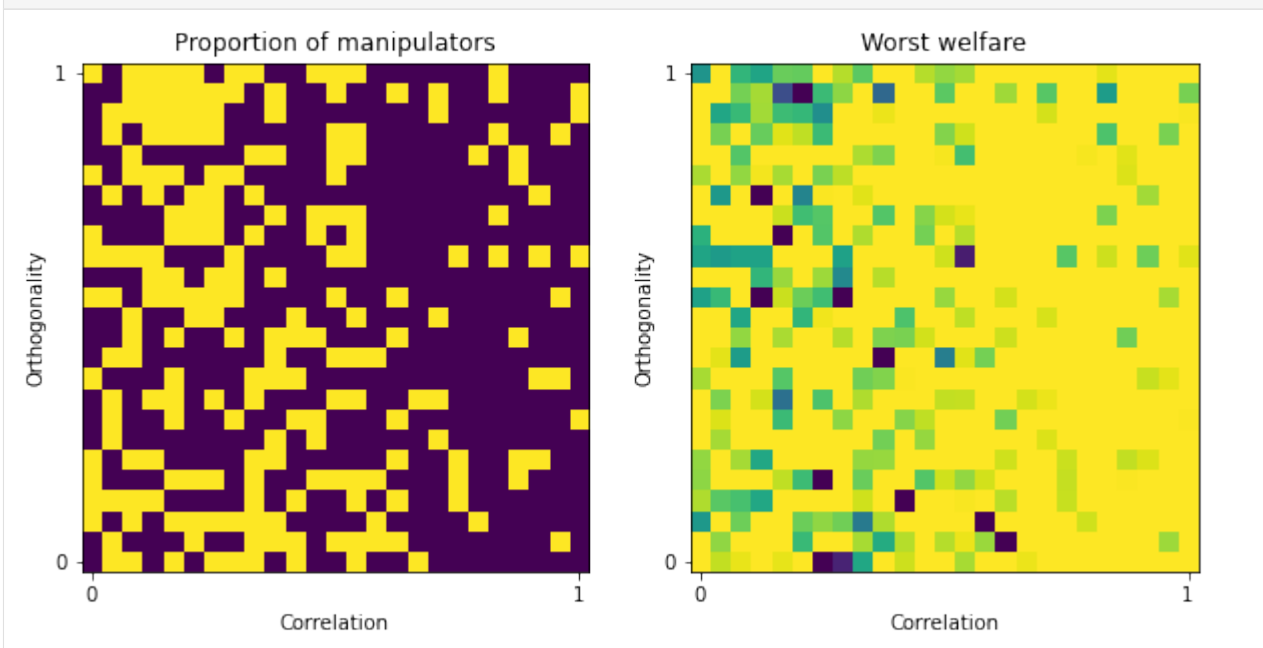 Proportion of manipulators
1
Orthogonality
0
0 1
Correlation
Worst welfare
1
Orthogonality
0
0 1
Correlation